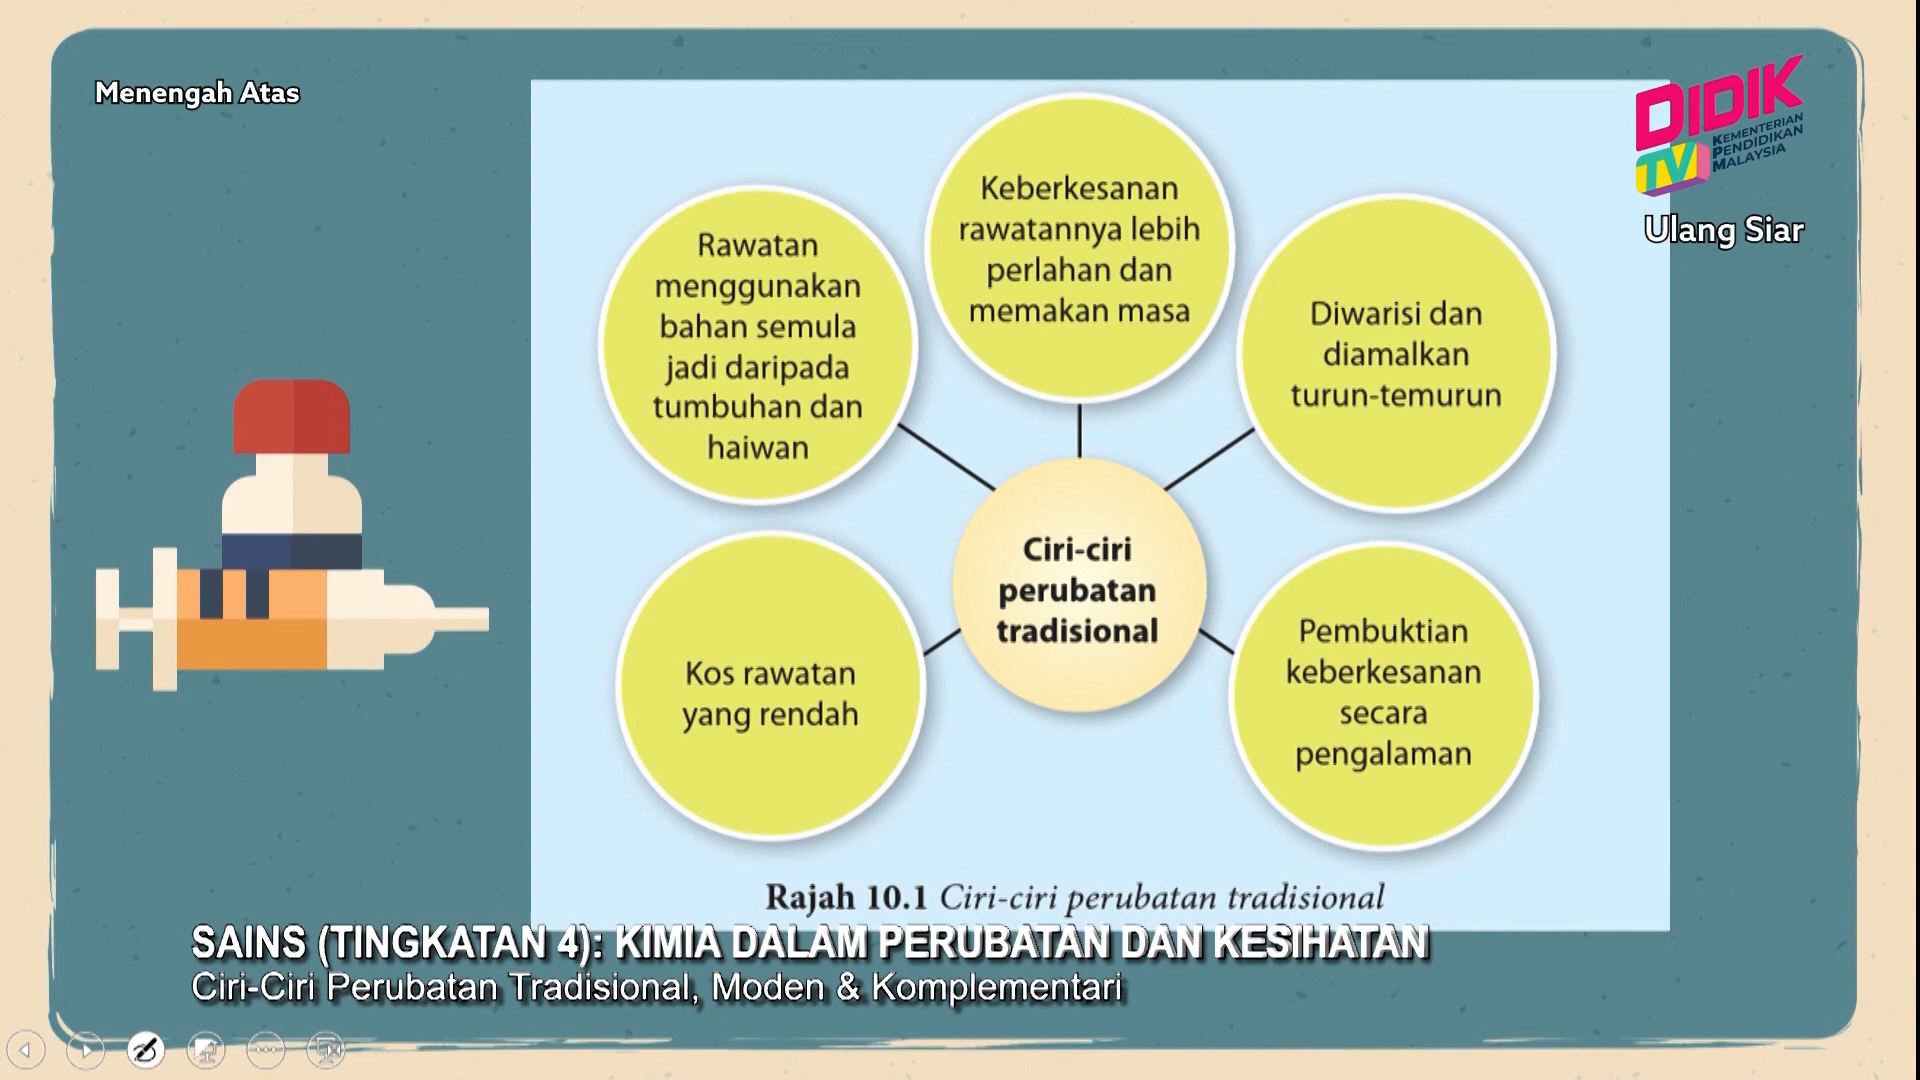 Menengah Atas
DIDIK
TV
KEMENTERIAN
PENDIDIKAN
MALAYSIA
Ulang Siar
Rawatan
menggunakan
bahan semula
jadi daripada
tumbuhan dan
haiwan
Keberkesanan
rawatannya lebih
perlahan dan
memakan masa
Diwarisi dan
diamalkan
turun-temurun
Ciri-ciri
perubatan
tradisional
Kos rawatan
yang rendah
Pembuktian
keberkesanan
secara
pengalaman
Rajah 10.1 Ciri-ciri perubatan tradisional
SAINS (TINGKATAN 4): KIMIA DALAM PERUBATAN DAN KESIHATAN
Ciri-Ciri Perubatan Tradisional, Moden & Komplementari